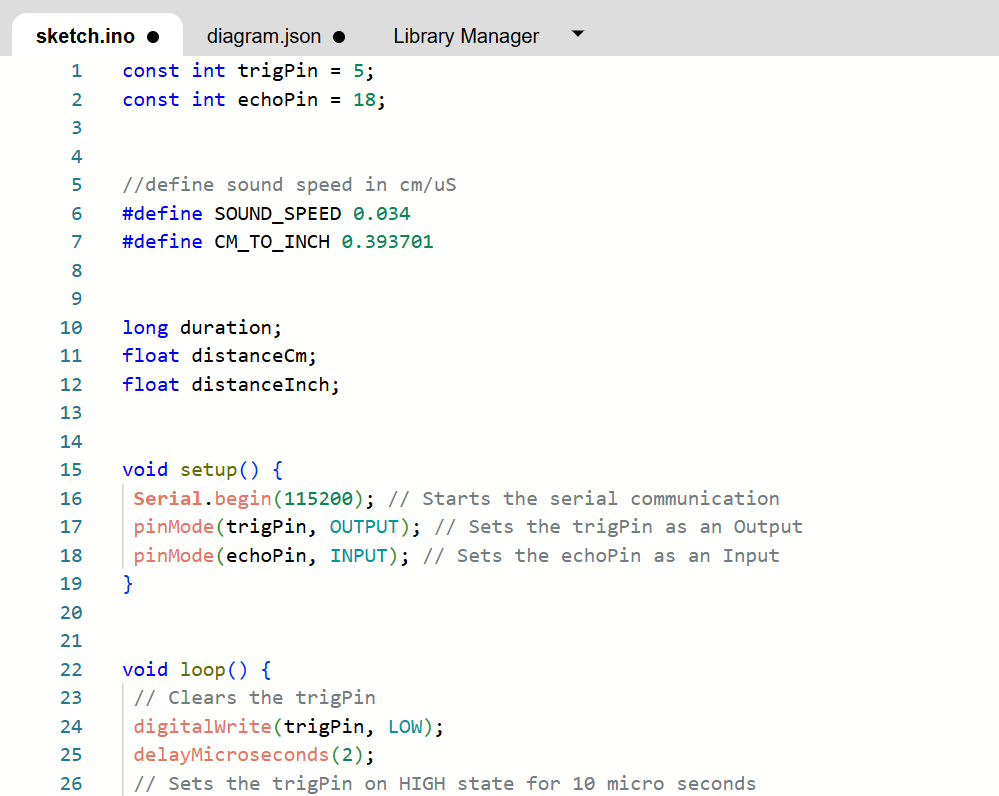 sketch.ino ● diagram.json ● Library Manager
1 const int trigPin = 5;
2 const int echoPin = 18;
3
4
5 //define sound speed in cm/uS
6 #define SOUND_SPEED 0.034
7 #define CM_TO_INCH 0.393701
8
9
10 long duration;
11 float distanceCm;
12 float distanceInch;
13
14
15 void setup() {
16 Serial.begin(115200); // Starts the serial communication
17 pinMode(trigPin, OUTPUT); // Sets the trigPin as an Output
18 pinMode(echoPin, INPUT); // Sets the echoPin as an Input
19 }
20
21
22 void loop() {
23 // Clears the trigPin
24 digitalWrite(trigPin, LOW);
25 delayMicroseconds(2);
26 // Sets the trigPin on HIGH state for 10 micro seconds